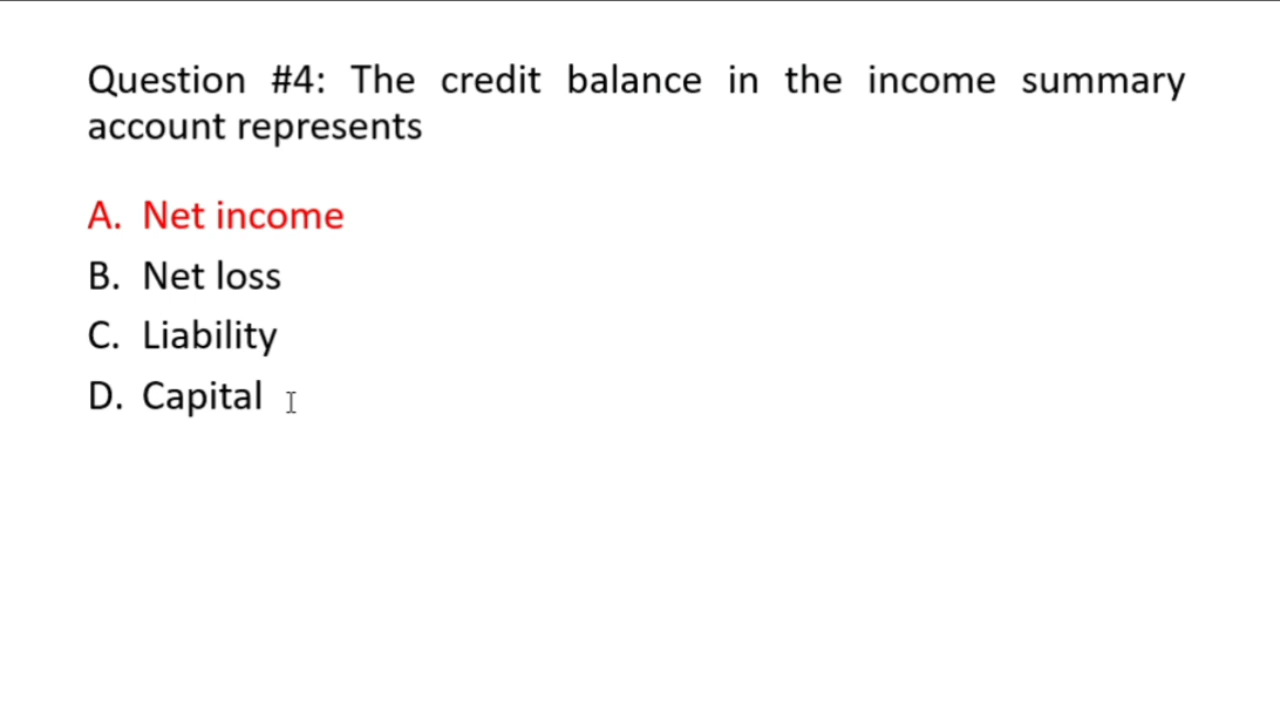 Question #4: The credit balance in the income summary
account represents
A. Net income
B. Net loss
C. Liability
D. Capital